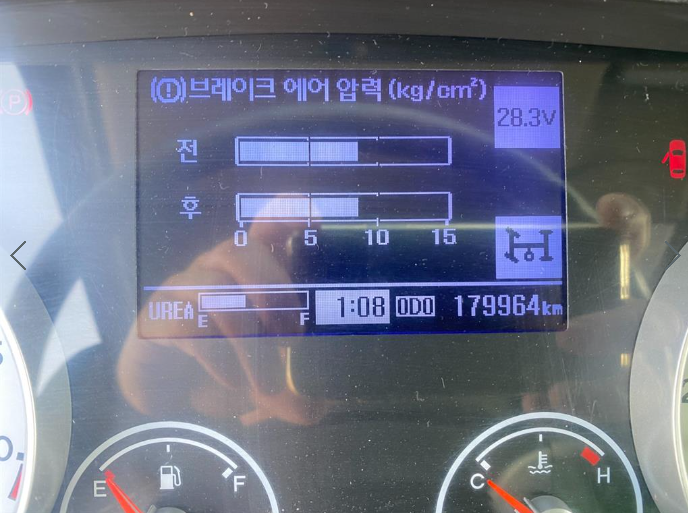 (P)
(!)브레이크 에어 압력 (kg/cm²)
28.3V
전
후
0 5 10 15
UREA E F 1:08 ODO 179964km
E F
C H